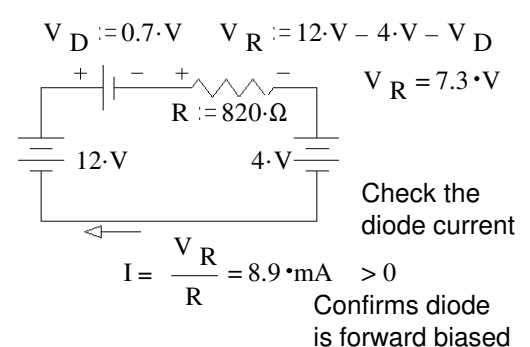 V D := 0.7·V V R := 12·V – 4·V – V D
+ – + –
V R = 7.3 •V
R := 820·Ω
12·V 4·V
Check the
diode current
I = V R / R = 8.9 •mA > 0
Confirms diode
is forward biased